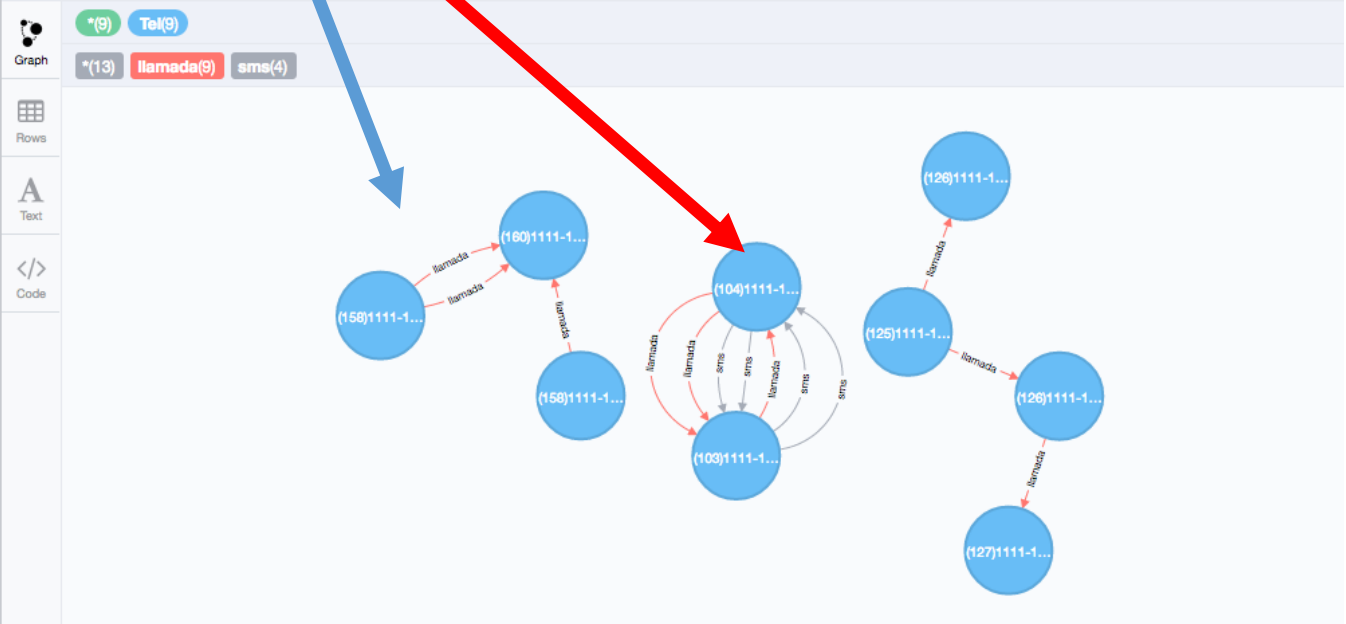 *(9) Tel(9)
Graph
*(13) llamada(9) sms(4)
Rows
A
Text
</>
Code
(126)1111-1...
(160)1111-1...
llamada
llamada
llamada
(158)1111-1...
(158)1111-1...
(104)1111-1...
llamada
llamada
sms
sms
llamada
sms
sms
(103)1111-1...
llamada
(125)1111-1...
llamada
(126)1111-1...
llamada
(127)1111-1...